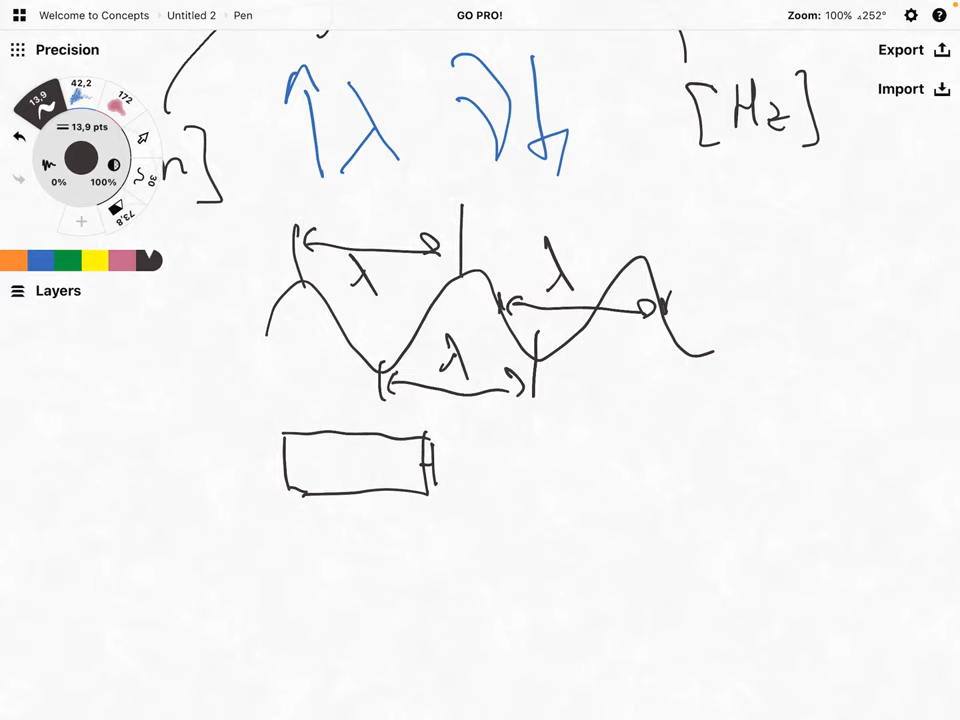 Welcome to Concepts > Untitled 2 > Pen
GO PRO!
Zoom: 100% ⊿252°
Precision
Export
Import
42,2
172
13,9
13,9 pts
0% 100%
30
73,8
Layers
n]
↑λ ν↓
[Hz]
λ
λ
λ